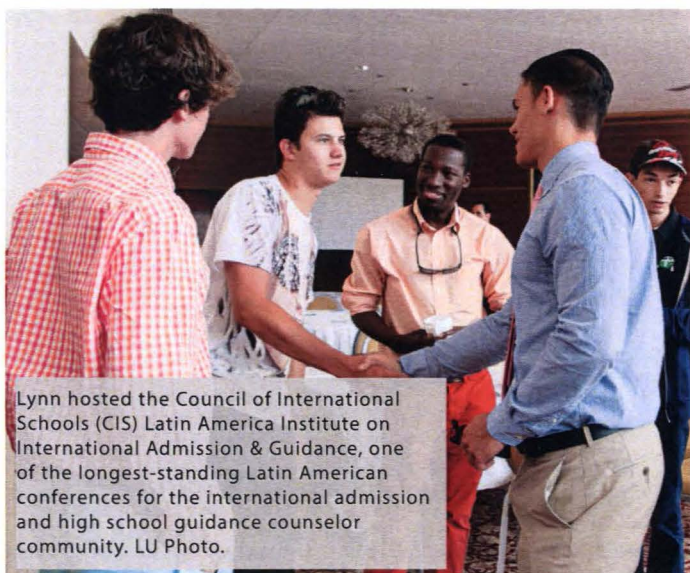 Lynn hosted the Council of International
Schools (CIS) Latin America Institute on
International Admission & Guidance, one
of the longest-standing Latin American
conferences for the international admission
and high school guidance counselor
community. LU Photo.